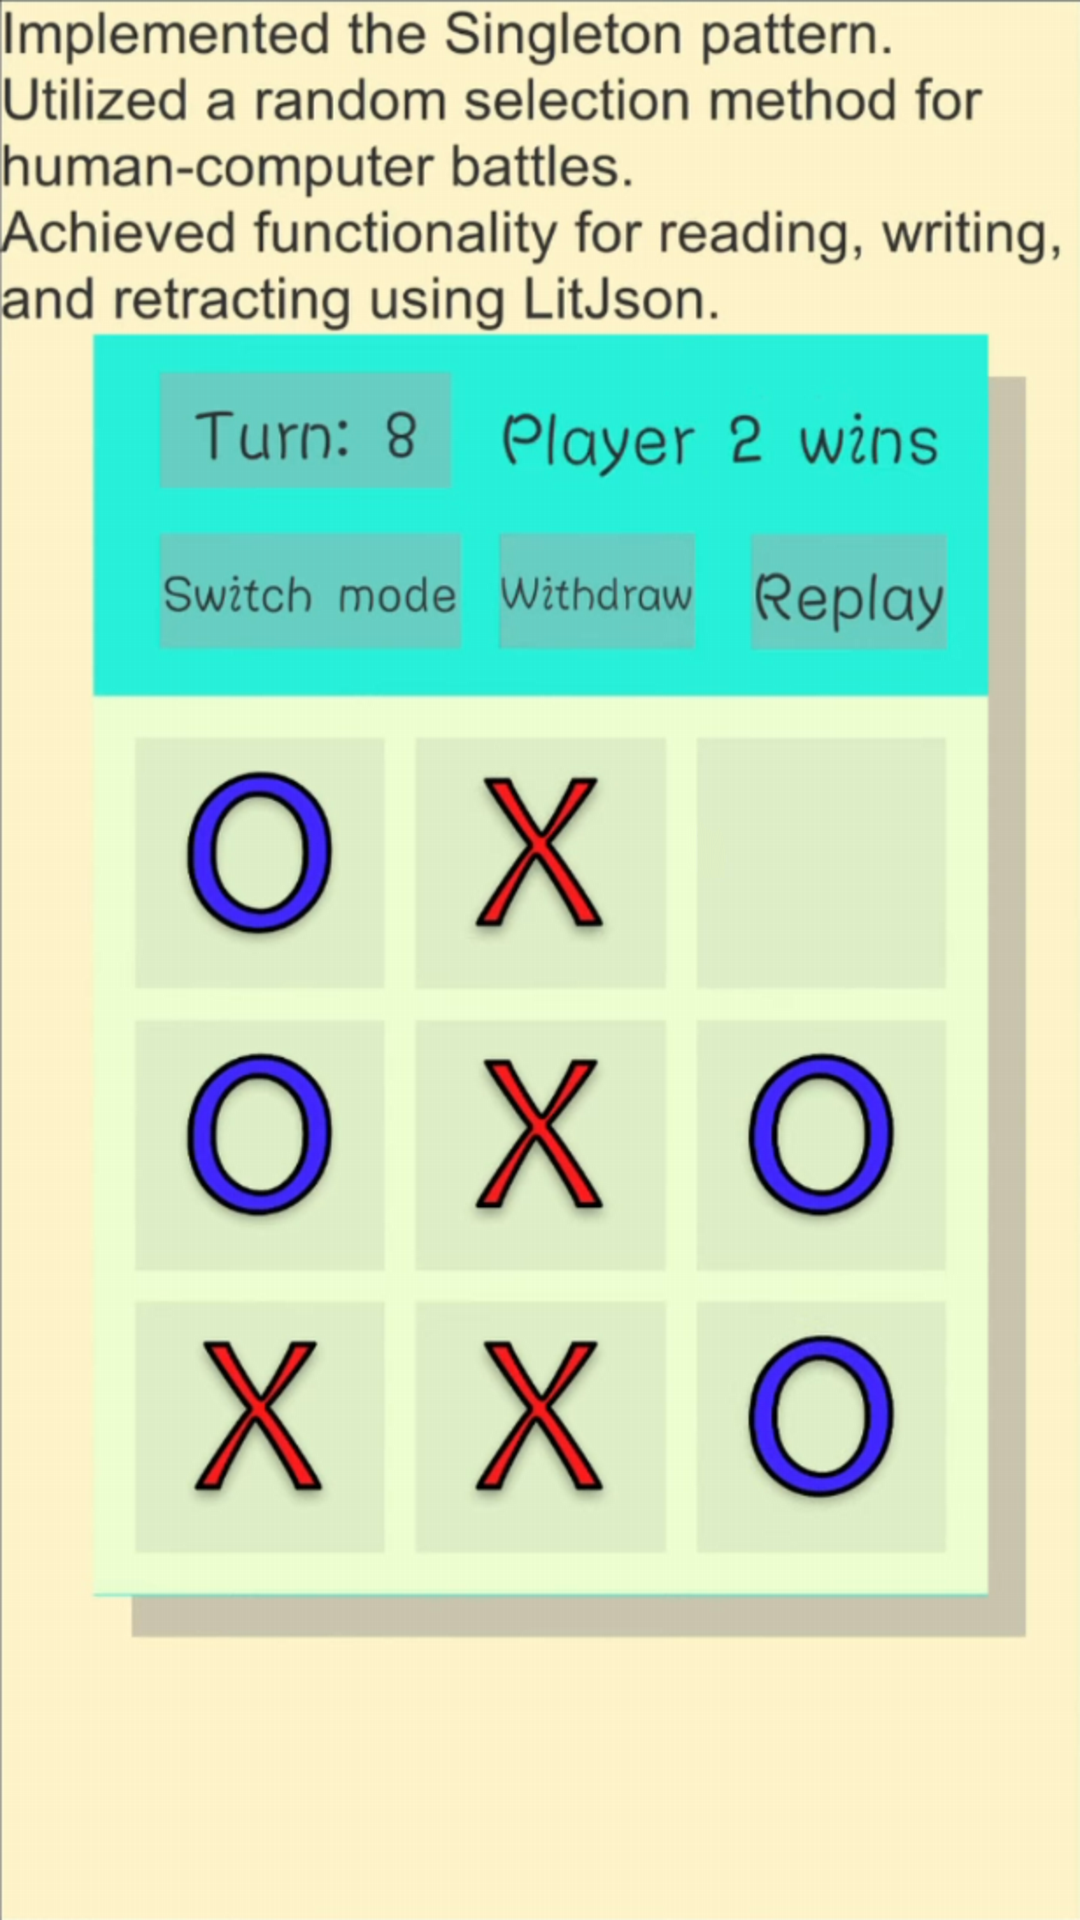 Implemented the Singleton pattern.
Utilized a random selection method for
human-computer battles.
Achieved functionality for reading, writing,
and retracting using LitJson.
Turn: 8 Player 2 wins
Switch mode Withdraw Replay
O X
O X O
X X O